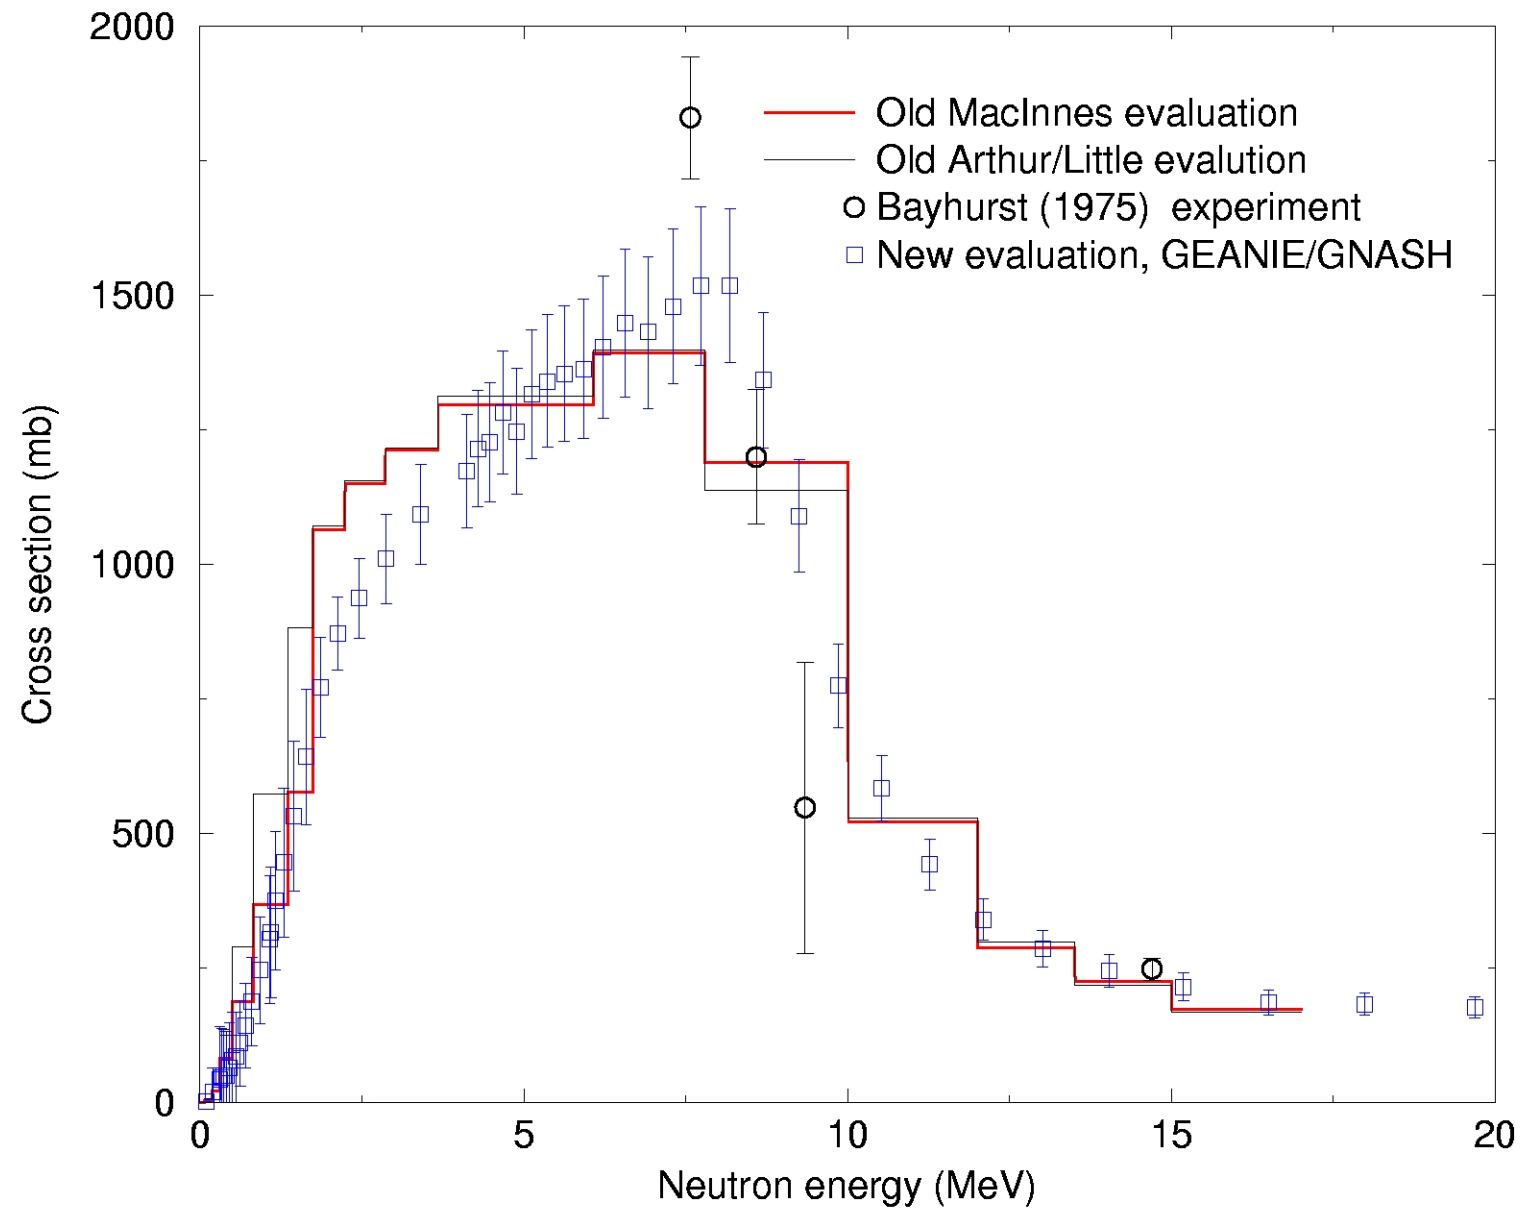 2000
1500
1000
500
0
0
5
10
15
20
Cross section (mb)
Neutron energy (MeV)
Old MacInnes evaluation
Old Arthur/Little evalution
Bayhurst (1975) experiment
New evaluation, GEANIE/GNASH